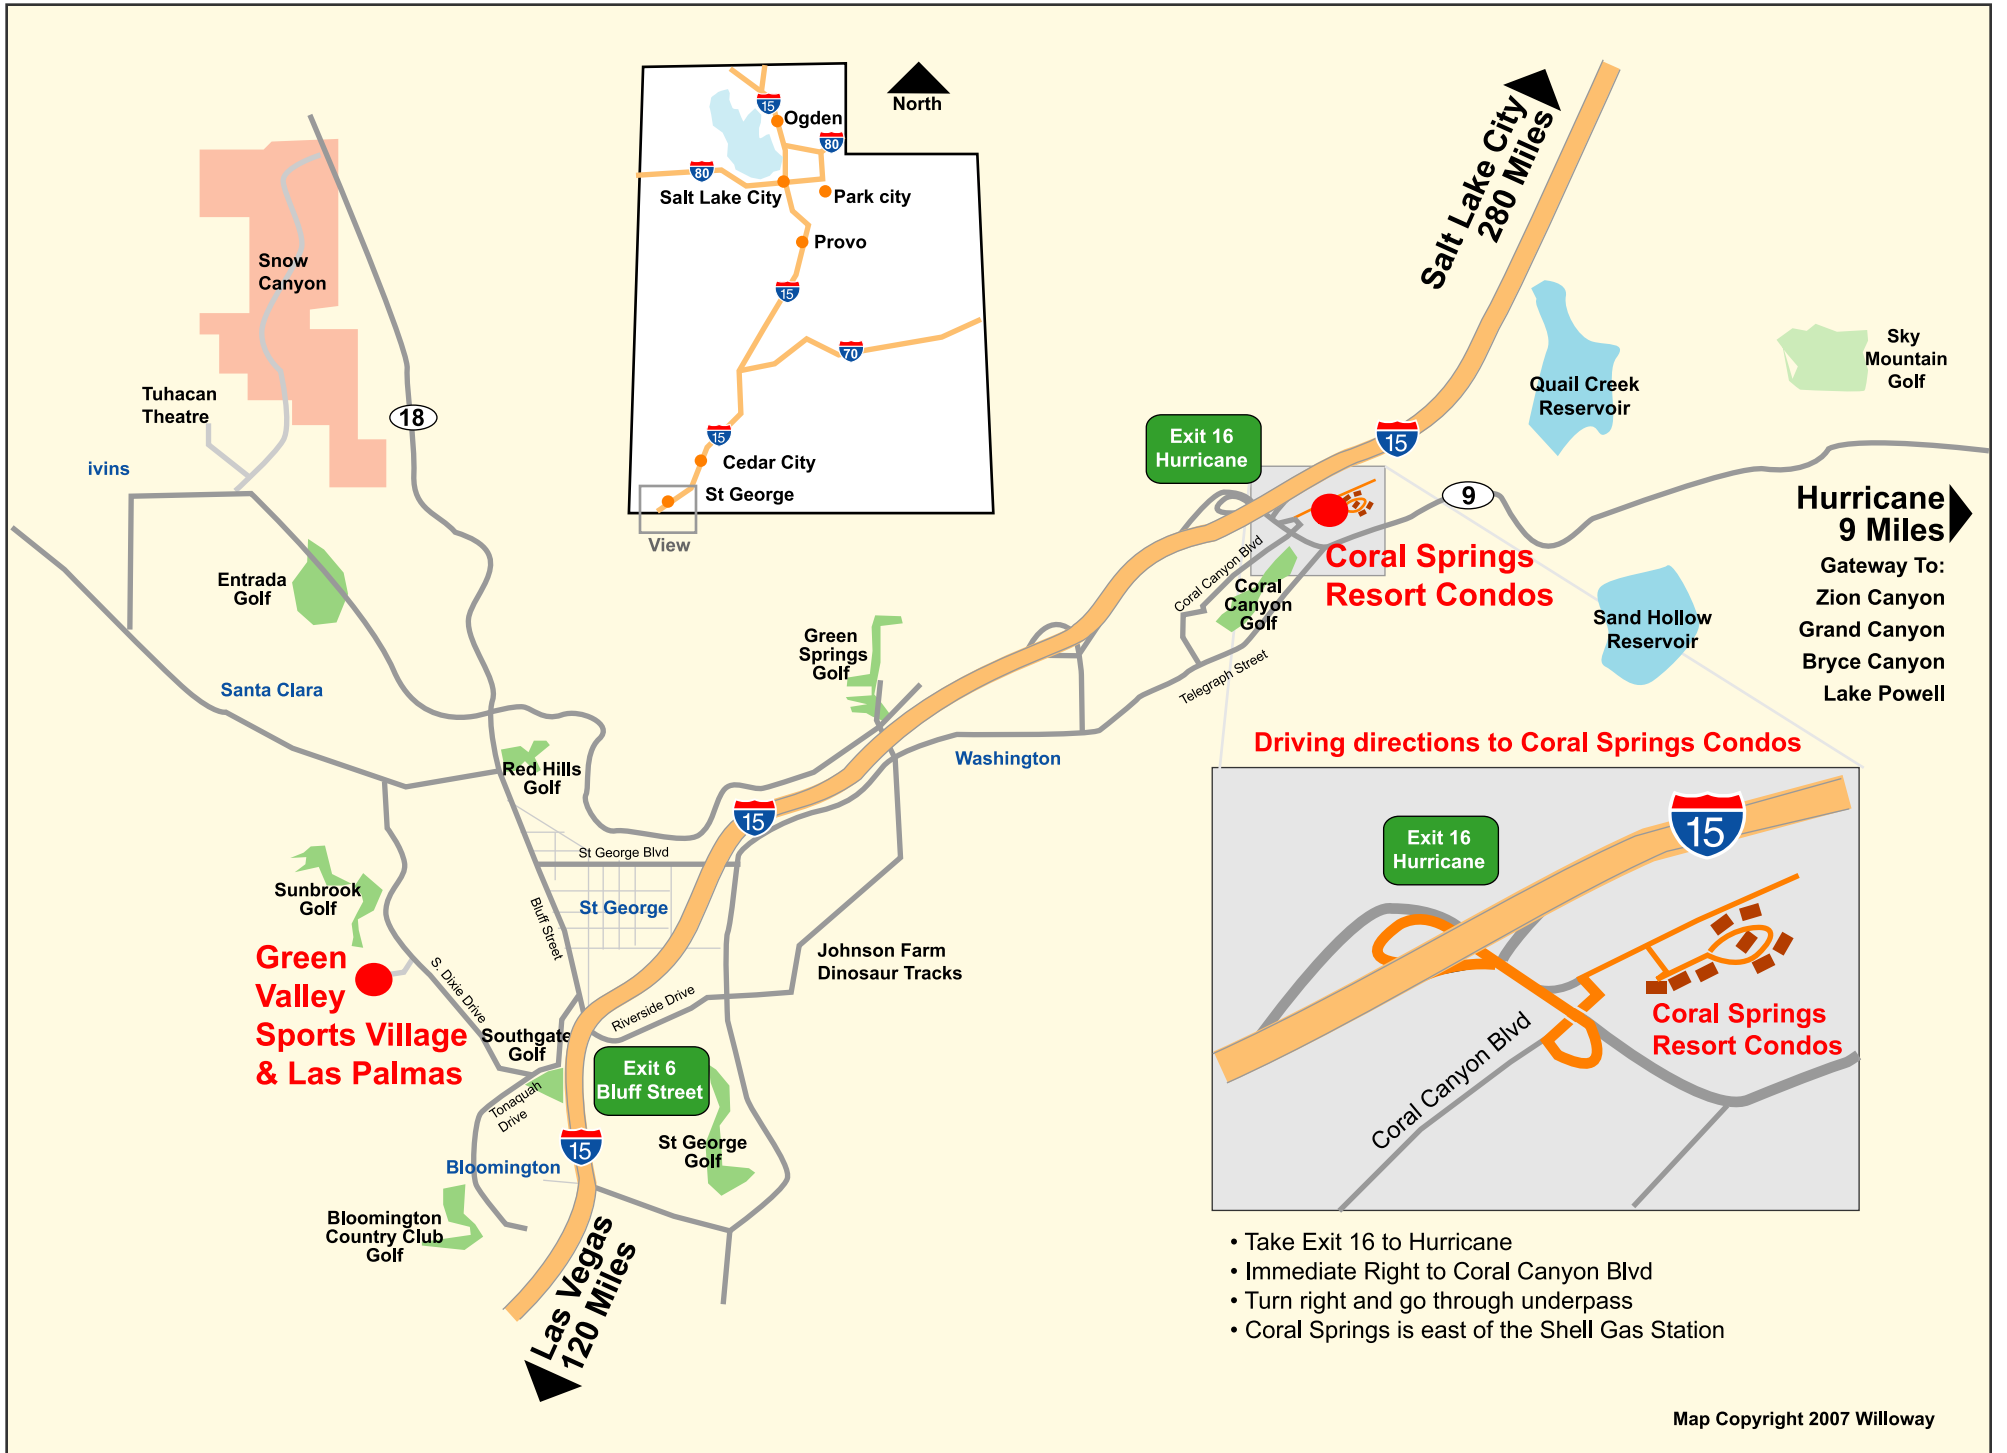 North
15
Ogden
80
80
Salt Lake City
Park city
Provo
15
70
15
Cedar City
St George
View
Salt Lake City
280 Miles
Snow
Canyon
Tuhacan
Theatre
18
ivins
Entrada
Golf
Santa Clara
Red Hills
Golf
Green
Springs
Golf
Exit 16
Hurricane
15
9
Quail Creek
Reservoir
Sky
Mountain
Golf
Hurricane
9 Miles
Gateway To:
Zion Canyon
Grand Canyon
Bryce Canyon
Lake Powell
Coral Canyon Blvd
Coral
Canyon
Golf
Coral Springs
Resort Condos
Sand Hollow
Reservoir
Telegraph Street
Washington
15
St George Blvd
Bluff Street
St George
Sunbrook
Golf
Green
Valley
Sports Village
& Las Palmas
S. Dixie Drive
Southgate
Golf
Riverside Drive
Johnson Farm
Dinosaur Tracks
Exit 6
Bluff Street
Tonaquah
Drive
15
St George
Golf
Bloomington
Bloomington
Country Club
Golf
Las Vegas
120 Miles
Driving directions to Coral Springs Condos
15
Exit 16
Hurricane
Coral Springs
Resort Condos
Coral Canyon Blvd
• Take Exit 16 to Hurricane
• Immediate Right to Coral Canyon Blvd
• Turn right and go through underpass
• Coral Springs is east of the Shell Gas Station
Map Copyright 2007 Willoway